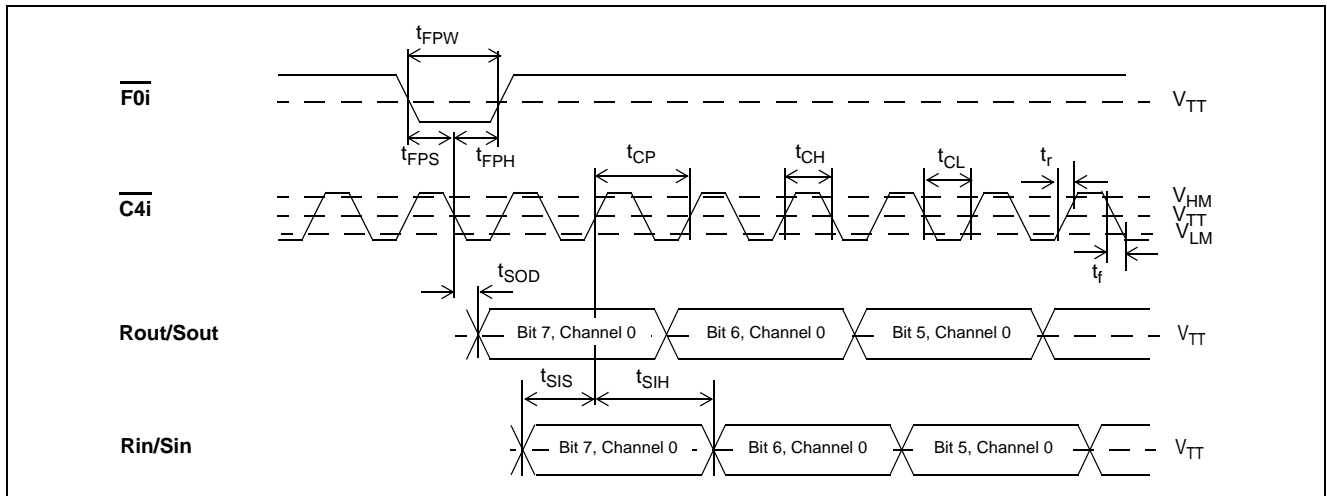 tFPW
F0i
VTT
tFPS tFPH tCP tCH tCL tr
C4i
VHM
VTT
VLM
tf
tSOD
Rout/Sout Bit 7, Channel 0 Bit 6, Channel 0 Bit 5, Channel 0 VTT
tSIS tSIH
Rin/Sin Bit 7, Channel 0 Bit 6, Channel 0 Bit 5, Channel 0 VTT